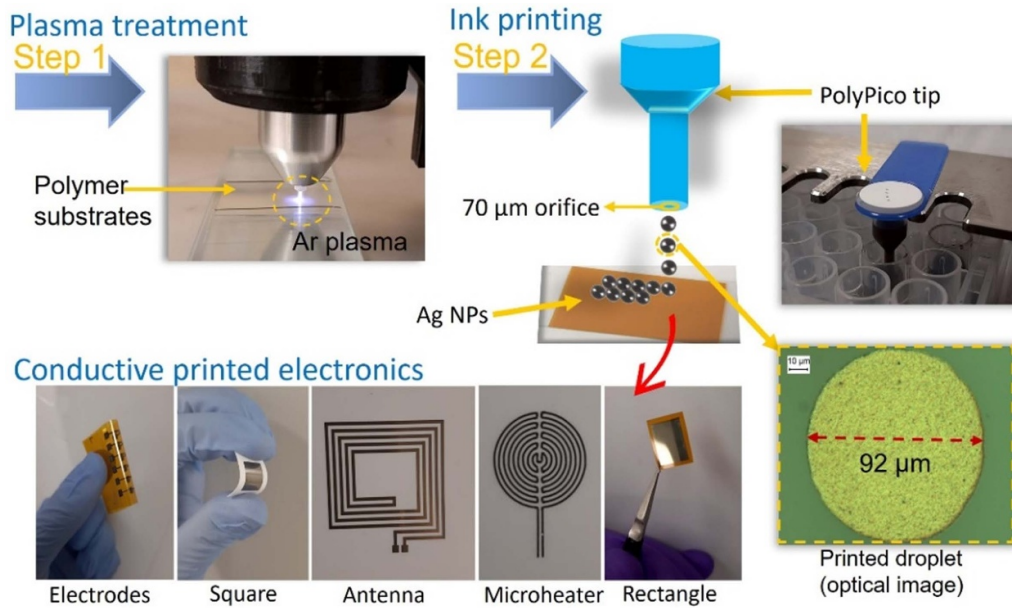 Plasma treatment
Step 1
Polymer
substrates
Ar plasma
Ink printing
Step 2
PolyPico tip
70 µm orifice
Ag NPs
10 µm
92 µm
Printed droplet
(optical image)
Conductive printed electronics
Electrodes
Square
Antenna
Microheater
Rectangle